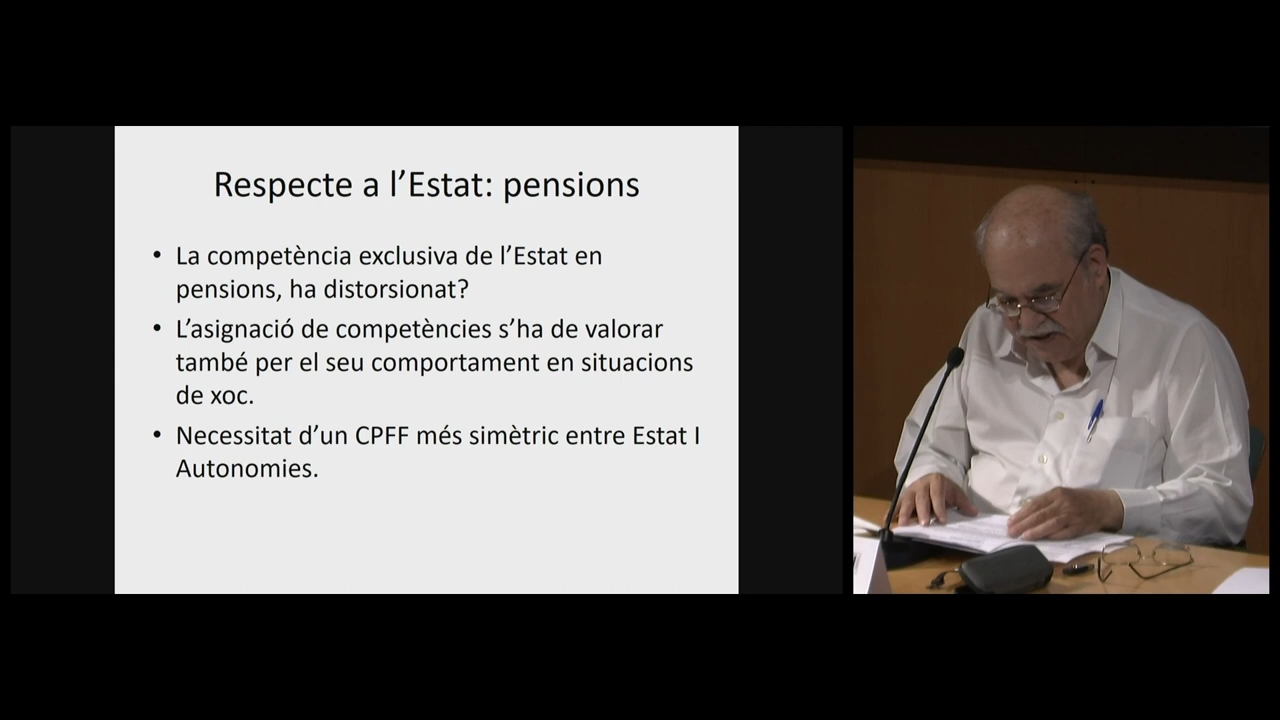 Respecte a l’Estat: pensions
• La competència exclusiva de l’Estat en
pensions, ha distorsionat?
• L’asignació de competències s’ha de valorar
també per el seu comportament en situacions
de xoc.
• Necessitat d’un CPFF més simètric entre Estat I
Autonomies.